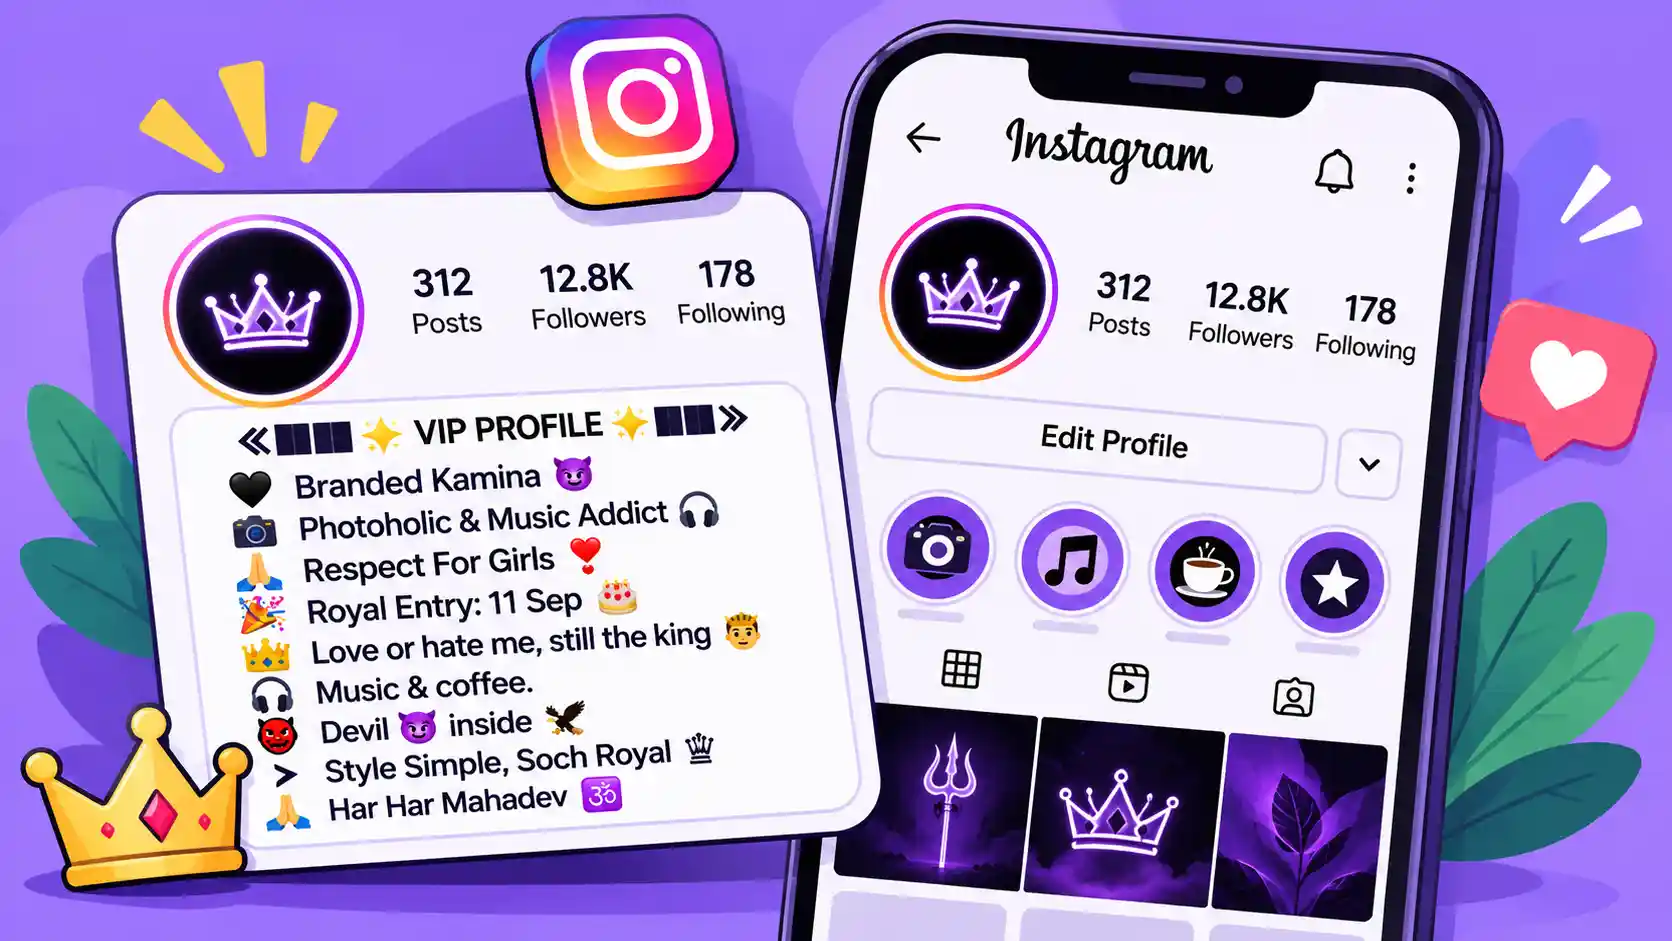 312 12.8K 178
Posts Followers Following
≪██ ██ ✨ VIP PROFILE ✨ ██ ██≫
🖤 Branded Kamina 😈
📷 Photoholic & Music Addict 🎧
🙏 Respect For Girls ❣️
🎉 Royal Entry: 11 Sep 🎂
👑 Love or hate me, still the king 🤴
🎧 Music & coffee.
👹 Devil 😈 inside 🦅
➤ Style Simple, Soch Royal ♛
🙏 Har Har Mahadev 🕉️
Instagram
312 12.8K 178
Posts Followers Following
Edit Profile